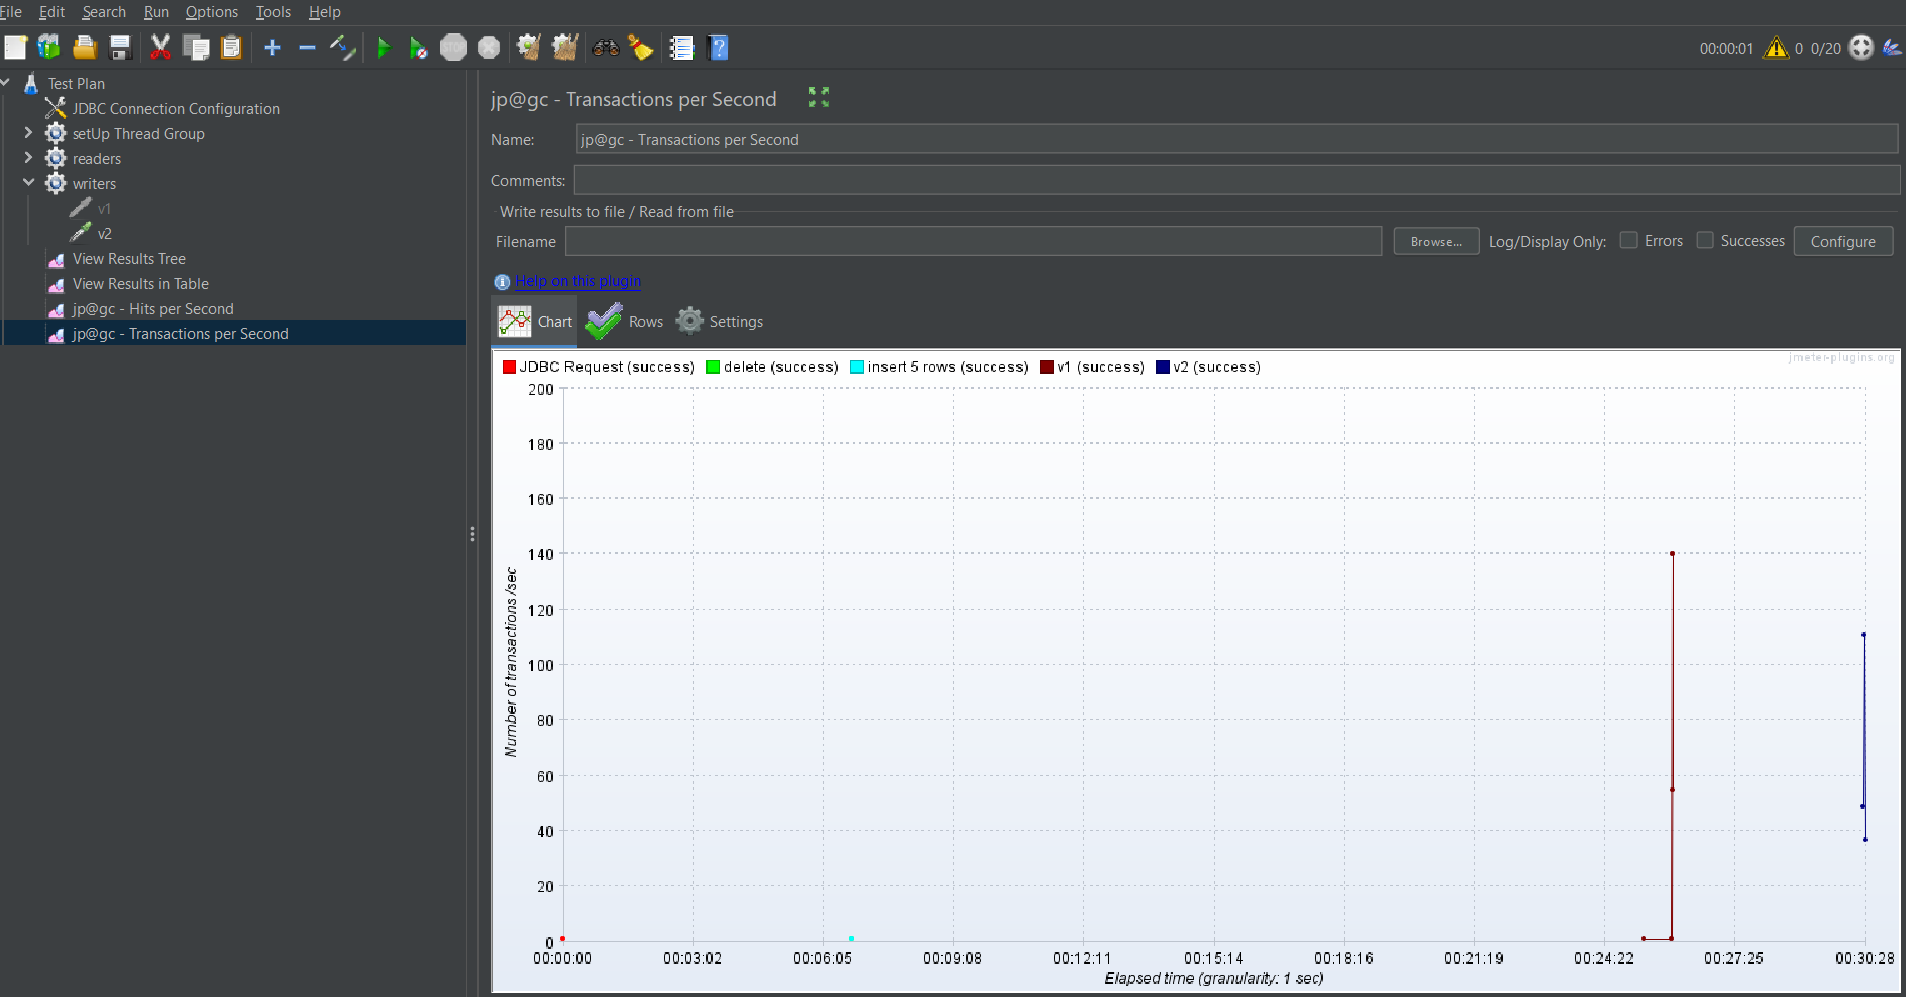 File Edit Search Run Options Tools Help
STOP 00:00:01 0 0/20
Test Plan
JDBC Connection Configuration
setUp Thread Group
readers
writers
v1
v2
View Results Tree
View Results in Table
jp@gc - Hits per Second
jp@gc - Transactions per Second
jp@gc - Transactions per Second
Name: jp@gc - Transactions per Second
Comments:
Write results to file / Read from file
Filename Browse... Log/Display Only: Errors Successes Configure
Help on this plugin
Chart Rows Settings
jmeter-plugins.org
JDBC Request (success) delete (success) insert 5 rows (success) v1 (success) v2 (success)
200
180
160
140
120
100
80
60
40
20
0
Number of transactions /sec
00:00:00 00:03:02 00:06:05 00:09:08 00:12:11 00:15:14 00:18:16 00:21:19 00:24:22 00:27:25 00:30:28
Elapsed time (granularity: 1 sec)